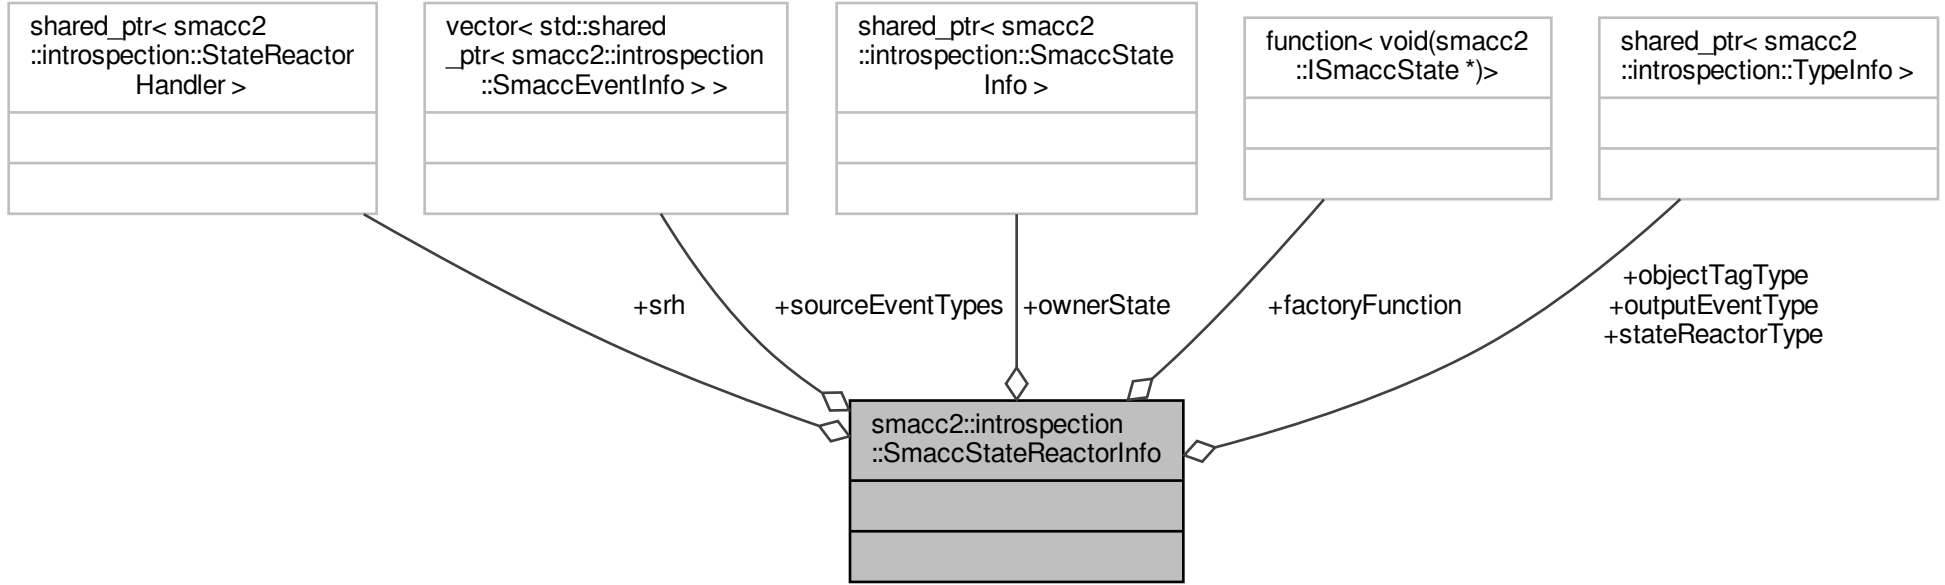 shared_ptr< smacc2
::introspection::StateReactor
Handler >
vector< std::shared
_ptr< smacc2::introspection
::SmaccEventInfo > >
shared_ptr< smacc2
::introspection::SmaccState
Info >
function< void(smacc2
::ISmaccState *)>
shared_ptr< smacc2
::introspection::TypeInfo >
+srh
+sourceEventTypes
+ownerState
+factoryFunction
+objectTagType
+outputEventType
+stateReactorType
smacc2::introspection
::SmaccStateReactorInfo